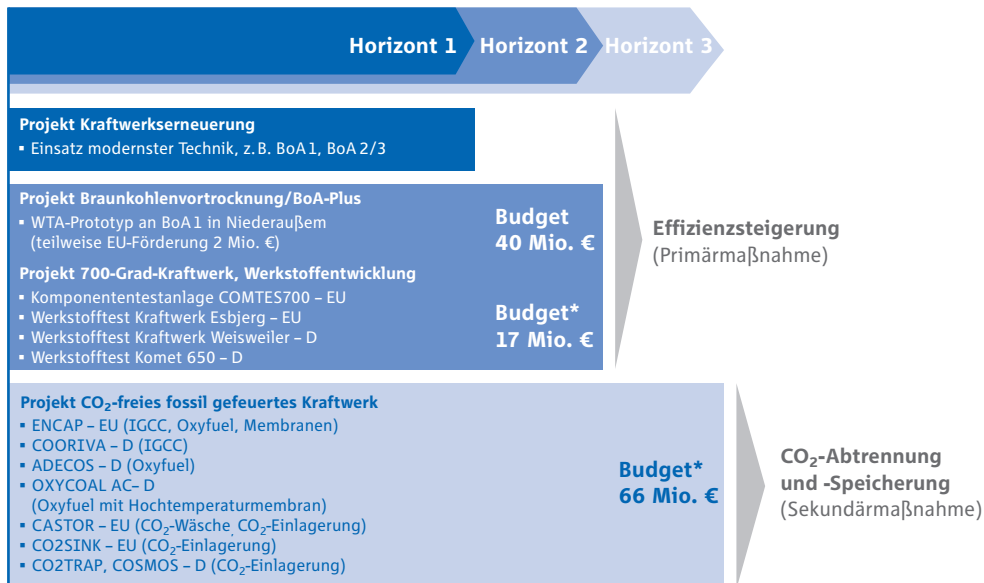 Horizont 1
Horizont 2
Horizont 3
Projekt Kraftwerkserneuerung
▪ Einsatz modernster Technik, z. B. BoA 1, BoA 2/3
Projekt Braunkohlenvortrocknung/BoA-Plus
▪ WTA-Prototyp an BoA 1 in Niederaußem
(teilweise EU-Förderung 2 Mio. €)
Budget
40 Mio. €
Projekt 700-Grad-Kraftwerk, Werkstoffentwicklung
▪ Komponententestanlage COMTES700 – EU
▪ Werkstofftest Kraftwerk Esbjerg – EU
▪ Werkstofftest Kraftwerk Weisweiler – D
▪ Werkstofftest Komet 650 – D
Budget*
17 Mio. €
Effizienzsteigerung
(Primärmaßnahme)
Projekt CO₂-freies fossil gefeuertes Kraftwerk
▪ ENCAP – EU (IGCC, Oxyfuel, Membranen)
▪ COORIVA – D (IGCC)
▪ ADECOS – D (Oxyfuel)
▪ OXYCOAL AC– D
(Oxyfuel mit Hochtemperaturmembran)
▪ CASTOR – EU (CO₂-Wäsche, CO₂-Einlagerung)
▪ CO2SINK – EU (CO₂-Einlagerung)
▪ CO2TRAP, COSMOS – D (CO₂-Einlagerung)
Budget*
66 Mio. €
CO₂-Abtrennung
und -Speicherung
(Sekundärmaßnahme)